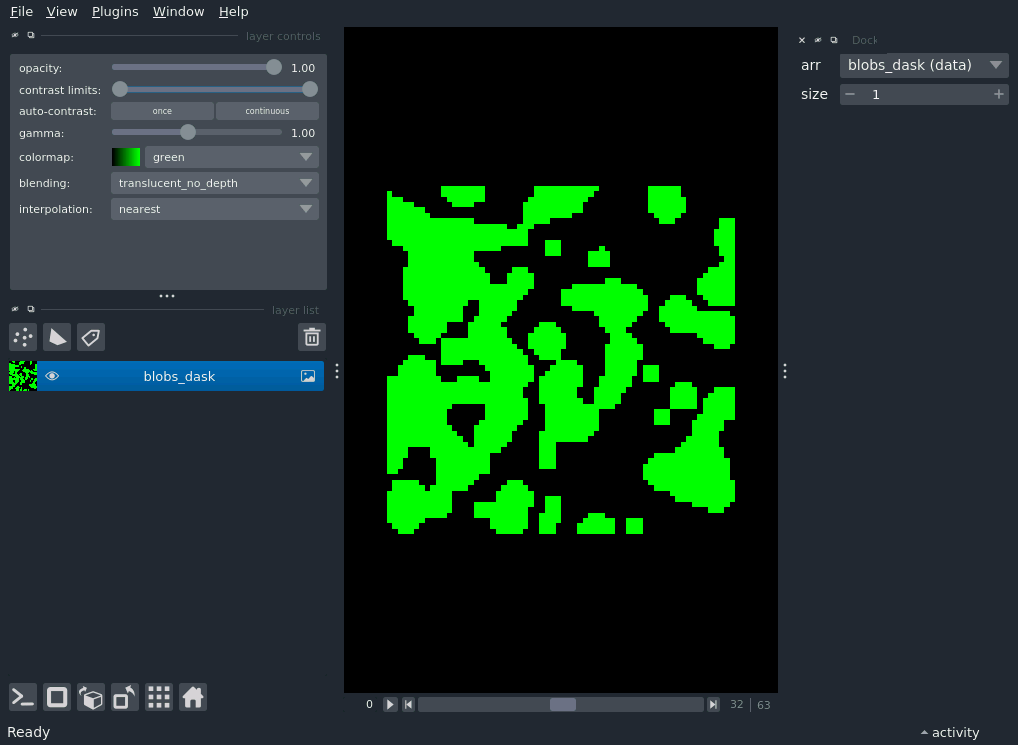 File View Plugins Window Help
layer controls
opacity: 1.00
contrast limits:
auto-contrast: once continuous
gamma: 1.00
colormap: green
blending: translucent_no_depth
interpolation: nearest
layer list
blobs_dask
0 32 | 63
Dock
arr blobs_dask (data)
size − 1 +
Ready
activity